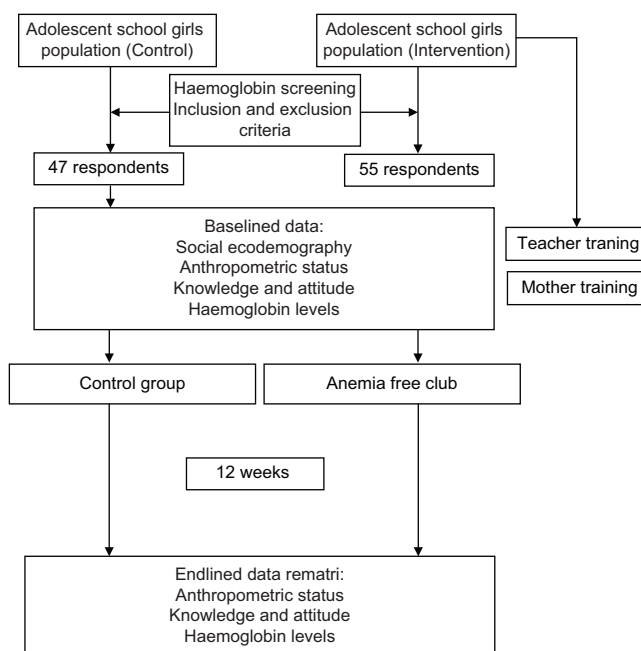 Adolescent school girls
population (Control)
Adolescent school girls
population (Intervention)
Haemoglobin screening
Inclusion and exclusion
criteria
47 respondents
55 respondents
Baselined data:
Social ecodemography
Anthropometric status
Knowledge and attitude
Haemoglobin levels
Teacher traning
Mother training
Control group
Anemia free club
12 weeks
Endlined data rematri:
Anthropometric status
Knowledge and attitude
Haemoglobin levels